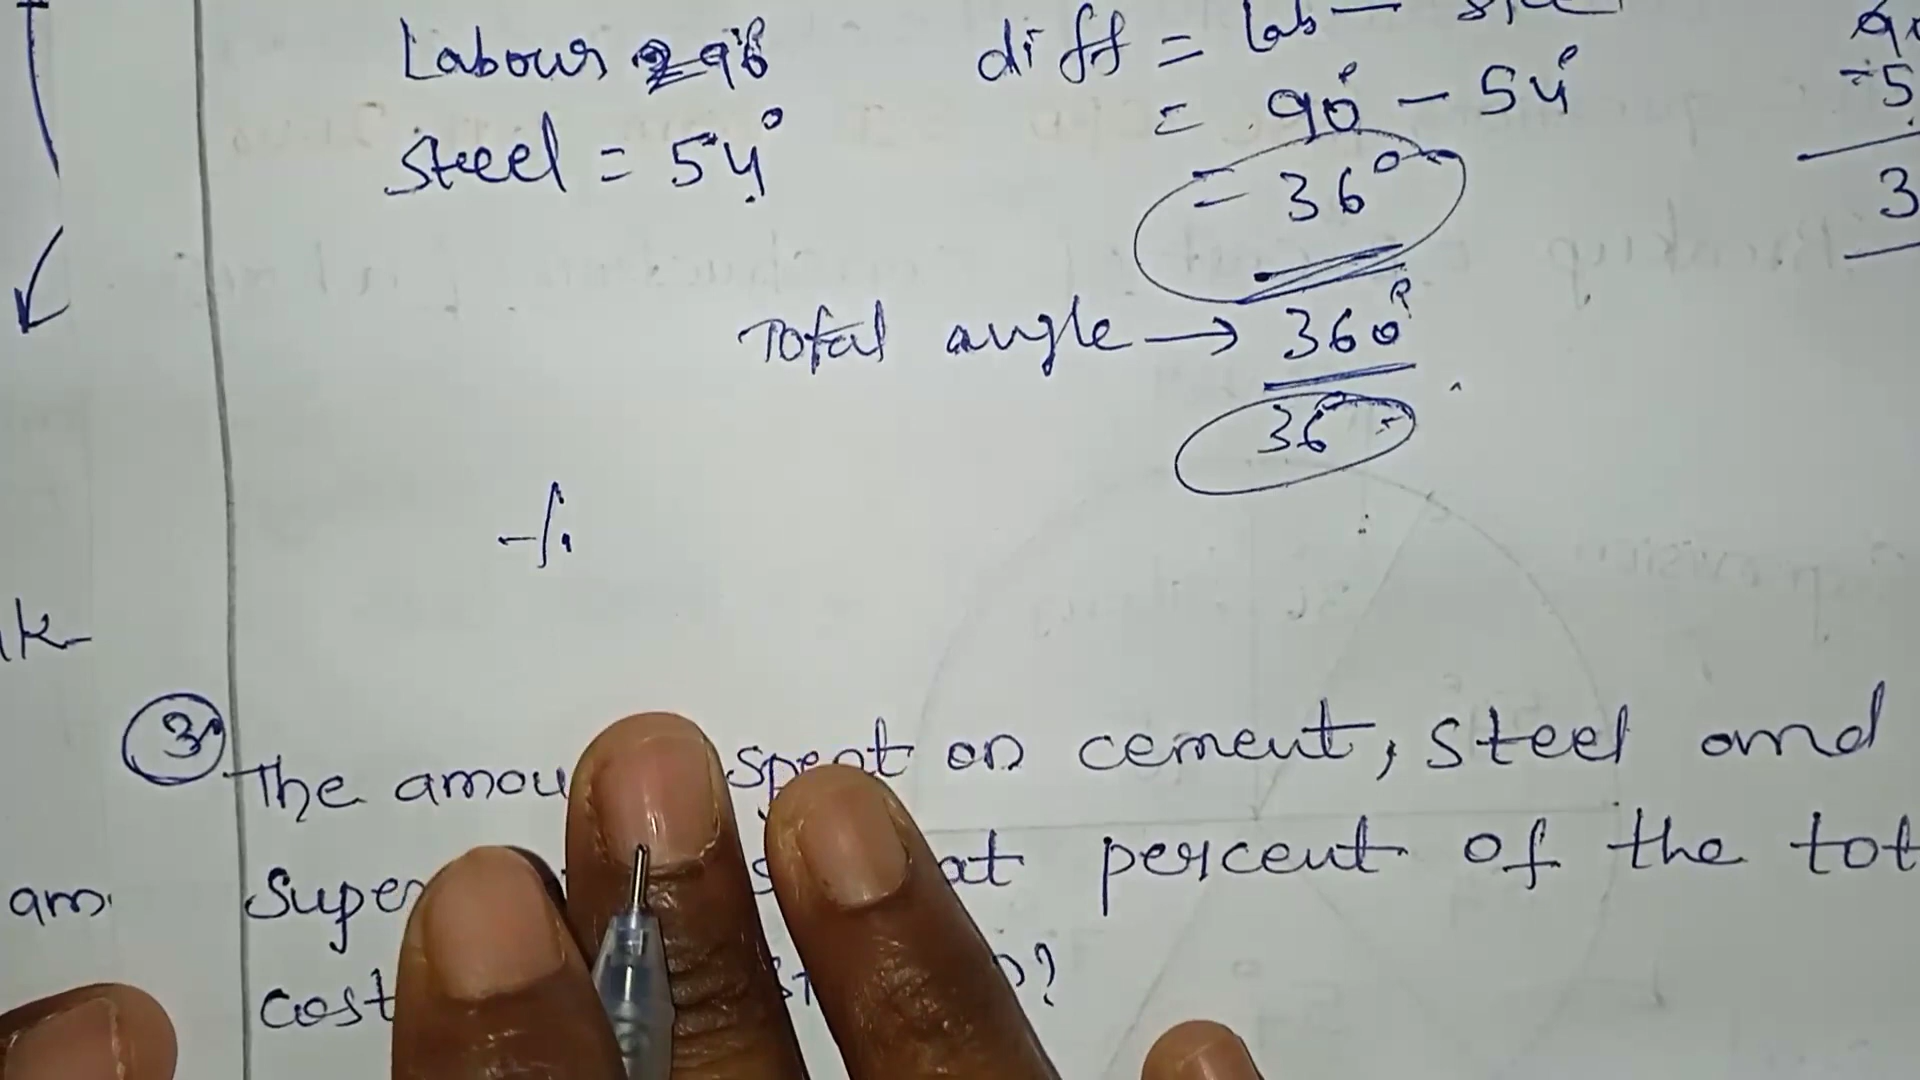 Labour = 90°
diff = Lab —
Steel = 54°
= 90° - 54°
= 36°
Total angle → 360°
36°
③ The amou spent on cement, steel and
Super at percent of the tot
cost ?